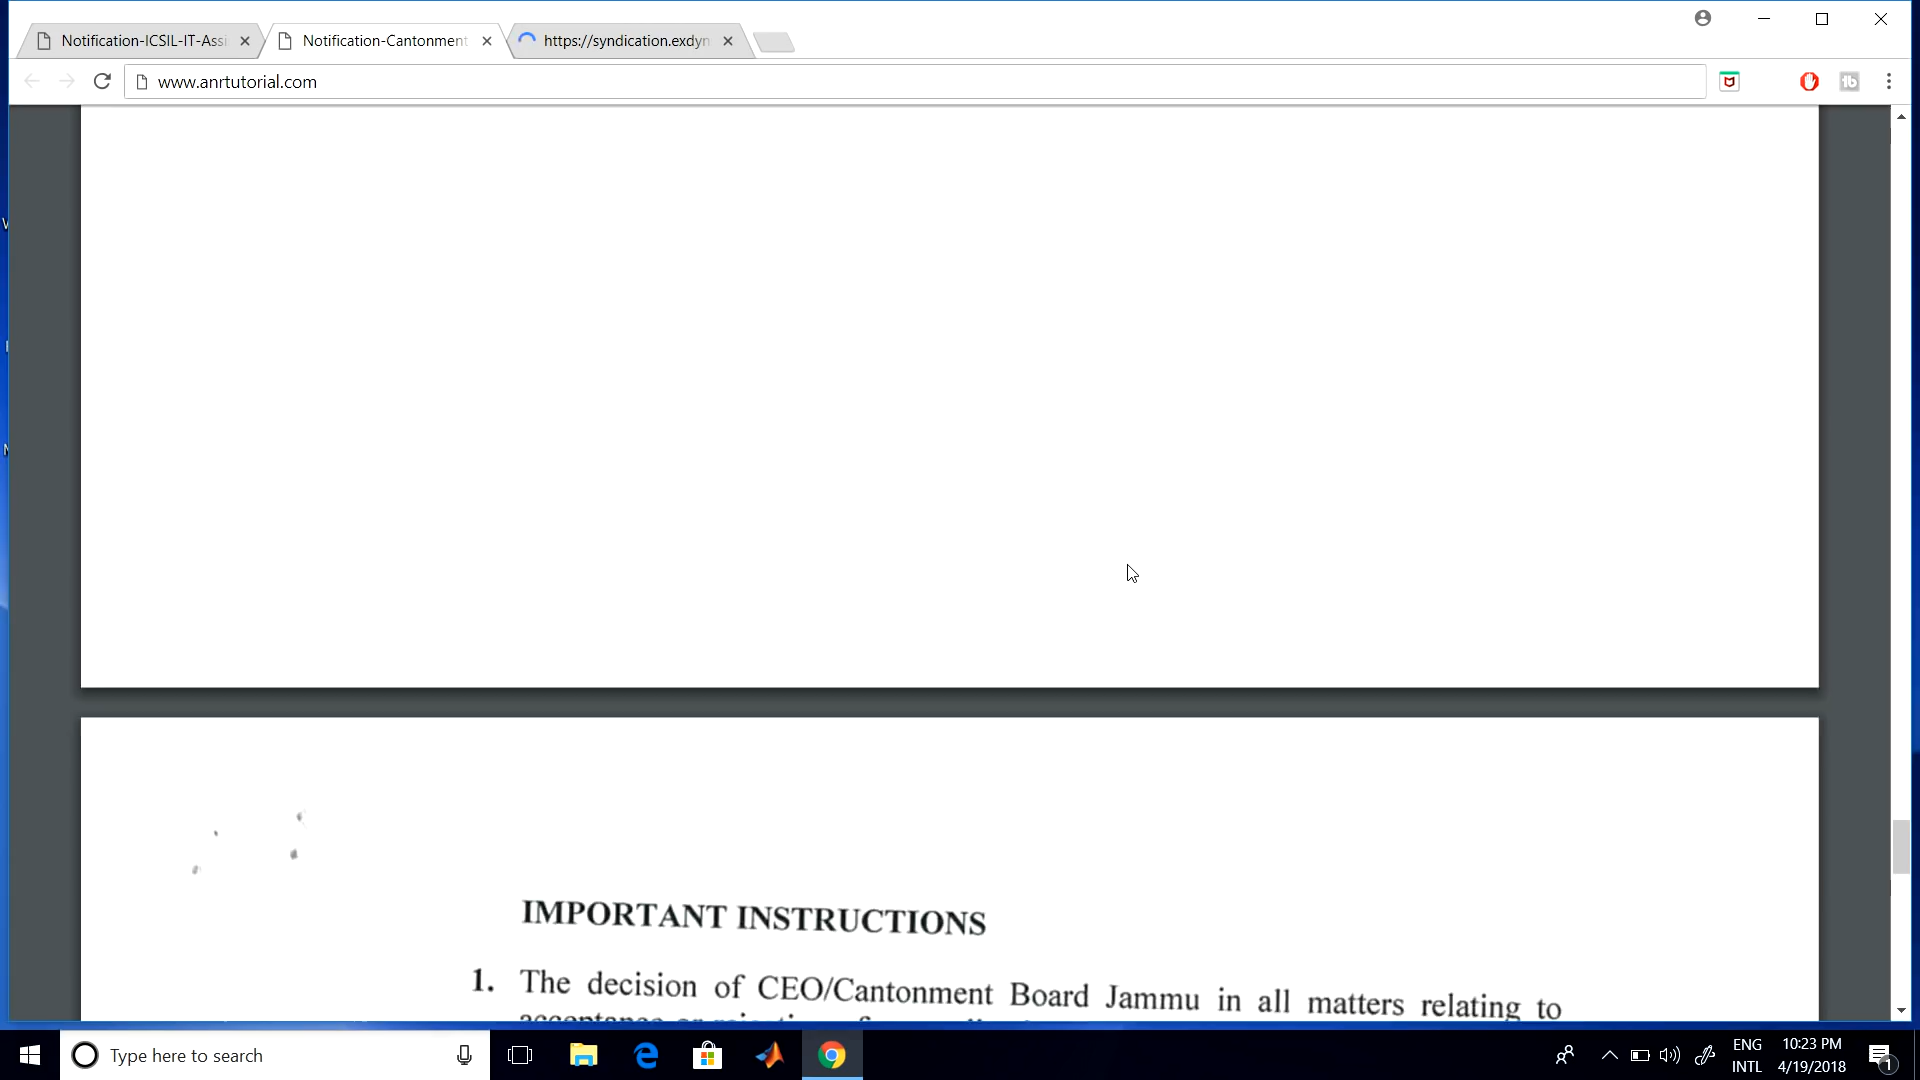 Notification-ICSIL-IT-Assi
Notification-Cantonment
https://syndication.exdyn
www.anrtutorial.com
IMPORTANT INSTRUCTIONS
1. The decision of CEO/Cantonment Board Jammu in all matters relating to
Type here to search
ENG
INTL
10:23 PM
4/19/2018
1